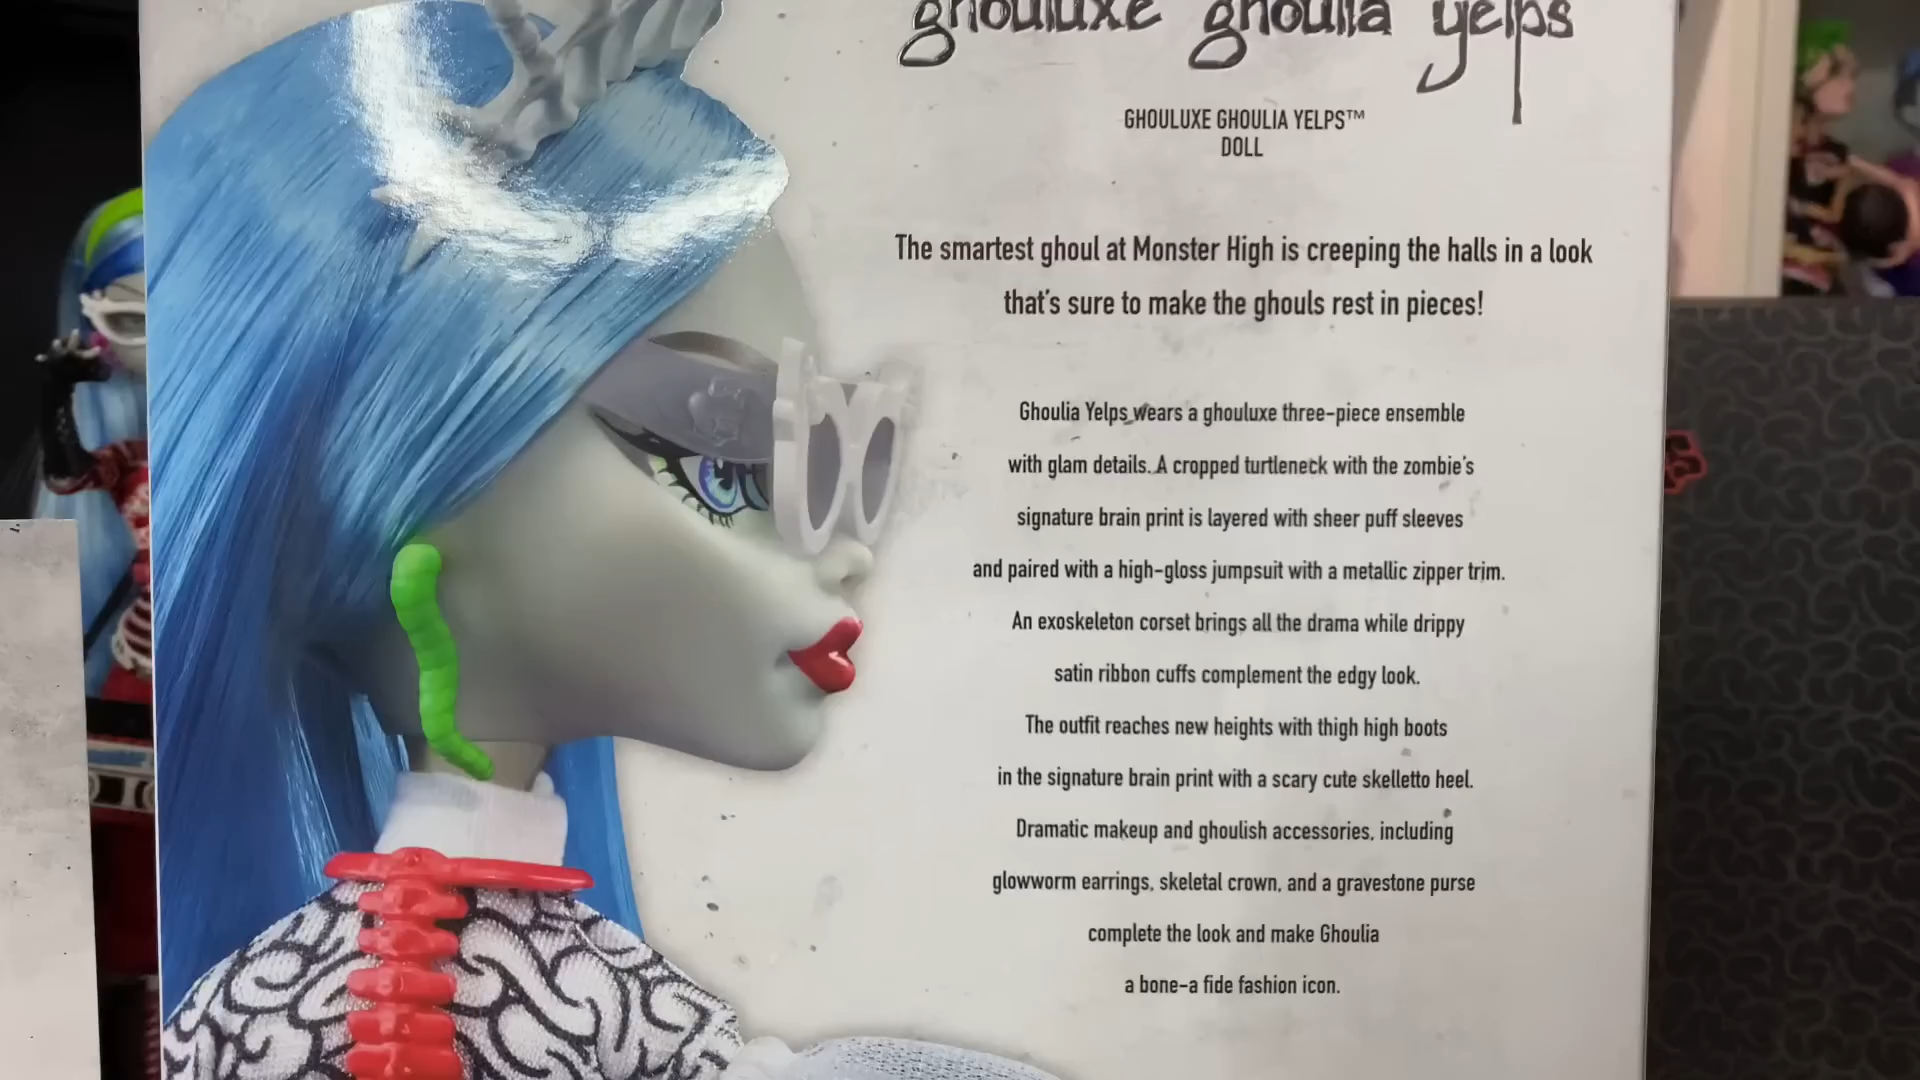 ghouluxe ghoulia yelps
GHOULUXE GHOULIA YELPS™
DOLL
The smartest ghoul at Monster High is creeping the halls in a look
that's sure to make the ghouls rest in pieces!
Ghoulia Yelps wears a ghouluxe three-piece ensemble
with glam details. A cropped turtleneck with the zombie's
signature brain print is layered with sheer puff sleeves
and paired with a high-gloss jumpsuit with a metallic zipper trim.
An exoskeleton corset brings all the drama while drippy
satin ribbon cuffs complement the edgy look.
The outfit reaches new heights with thigh high boots
in the signature brain print with a scary cute skelletto heel.
Dramatic makeup and ghoulish accessories, including
glowworm earrings, skeletal crown, and a gravestone purse
complete the look and make Ghoulia
a bone-a fide fashion icon.